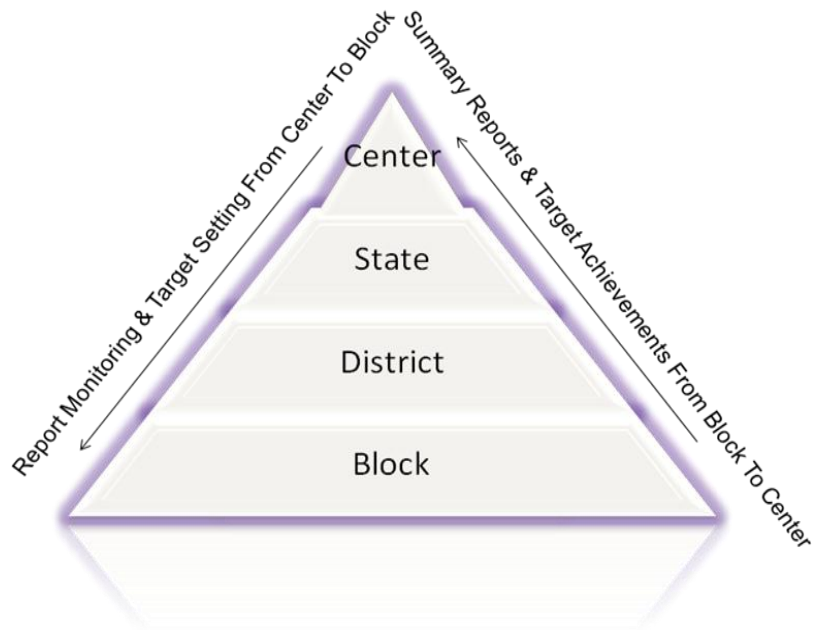 Report Monitoring & Target Setting From Center To Block
Summary Reports & Target Achievements From Block To Center
Center
State
District
Block